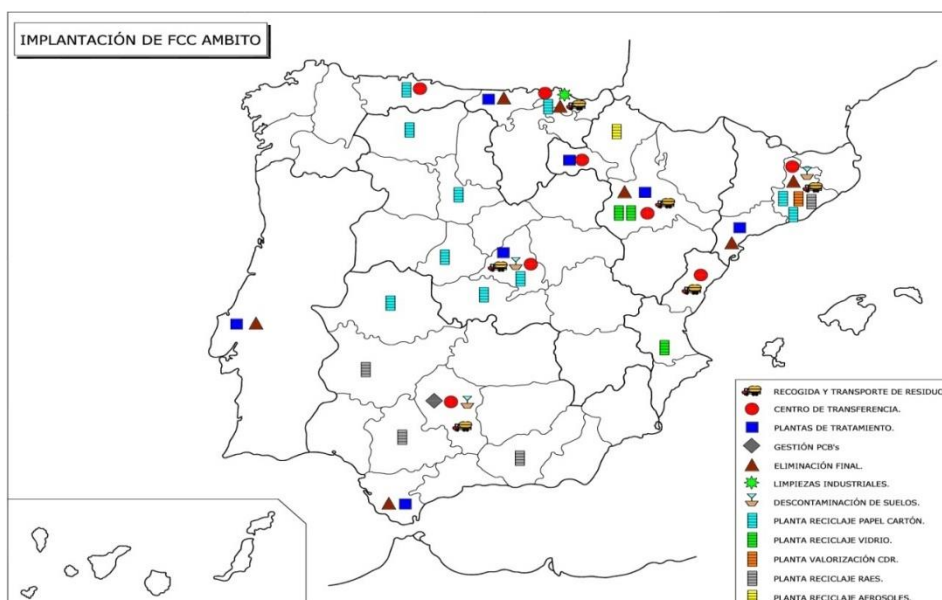 IMPLANTACIÓN DE FCC AMBITO
RECOGIDA Y TRANSPORTE DE RESIDUO
CENTRO DE TRANSFERENCIA.
PLANTAS DE TRATAMIENTO.
GESTIÓN PCB's
ELIMINACIÓN FINAL.
LIMPIEZAS INDUSTRIALES.
DESCONTAMINACIÓN DE SUELOS.
PLANTA RECICLAJE PAPEL CARTÓN.
PLANTA RECICLAJE VIDRIO.
PLANTA VALORIZACIÓN CDR.
PLANTA RECICLAJE RAES.
PLANTA RECICLAJE AEROSOLES.